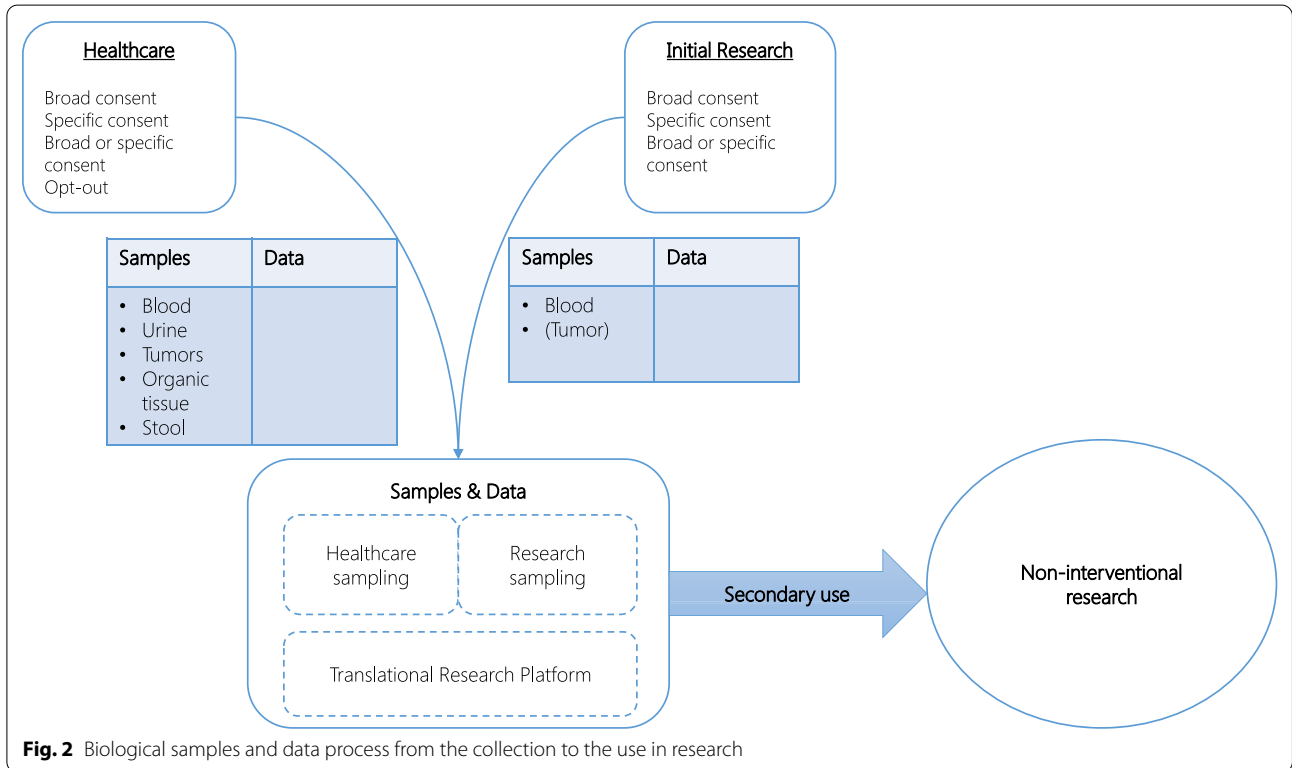 Healthcare
Broad consent
Specific consent
Broad or specific
consent
Opt-out
Initial Research
Broad consent
Specific consent
Broad or specific
consent
Samples Data
• Blood
• Urine
• Tumors
• Organic
tissue
• Stool
Samples Data
• Blood
• (Tumor)
Samples & Data
Healthcare
sampling
Research
sampling
Translational Research Platform
Secondary use
Non-interventional
research
Fig. 2 Biological samples and data process from the collection to the use in research